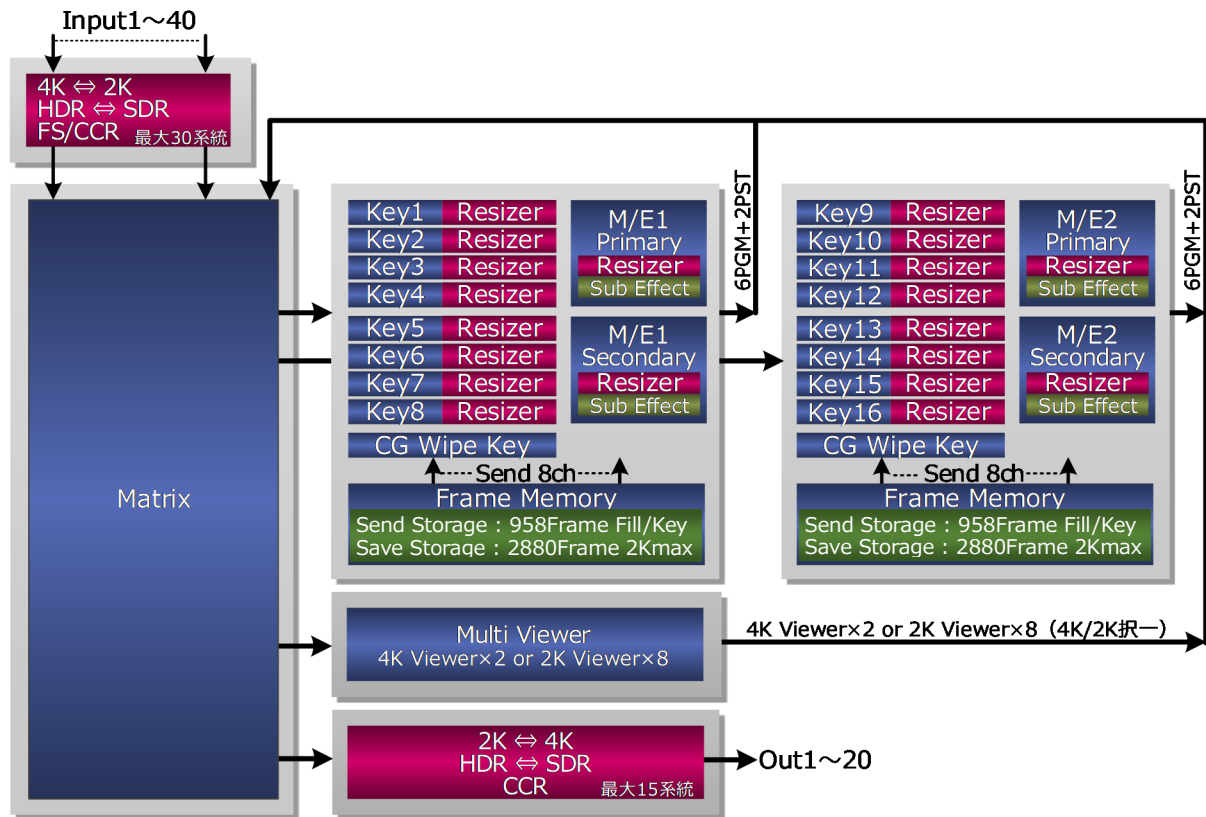 Input1～40
4K ⇔ 2K
HDR ⇔ SDR
FS/CCR 最大30系統
Matrix
Key1 Resizer
Key2 Resizer
Key3 Resizer
Key4 Resizer
Key5 Resizer
Key6 Resizer
Key7 Resizer
Key8 Resizer
CG Wipe Key
M/E1
Primary
Resizer
Sub Effect
M/E1
Secondary
Resizer
Sub Effect
Send 8ch
Frame Memory
Send Storage : 958Frame Fill/Key
Save Storage : 2880Frame 2Kmax
6PGM+2PST
Key9 Resizer
Key10 Resizer
Key11 Resizer
Key12 Resizer
Key13 Resizer
Key14 Resizer
Key15 Resizer
Key16 Resizer
CG Wipe Key
M/E2
Primary
Resizer
Sub Effect
M/E2
Secondary
Resizer
Sub Effect
Send 8ch
Frame Memory
Send Storage : 958Frame Fill/Key
Save Storage : 2880Frame 2Kmax
6PGM+2PST
Multi Viewer
4K Viewer×2 or 2K Viewer×8
4K Viewer×2 or 2K Viewer×8（4K/2K択一）
2K ⇔ 4K
HDR ⇔ SDR
CCR 最大15系統
Out1～20